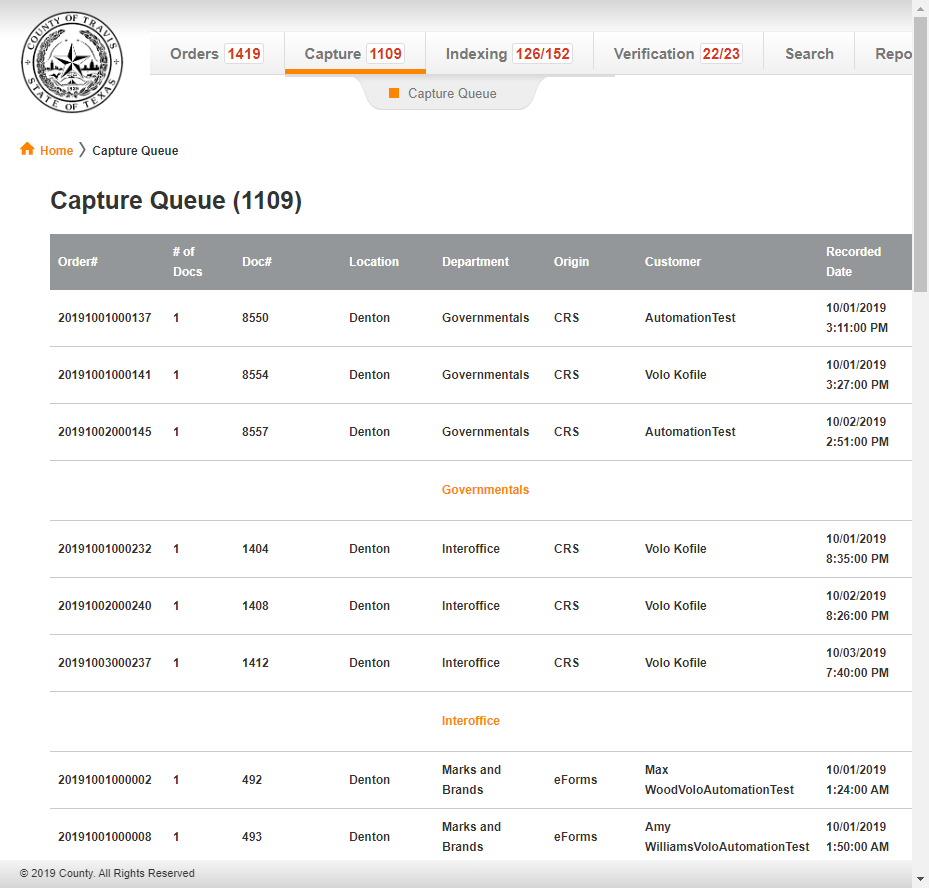 COUNTY OF TRAVIS
STATE OF TEXAS
1839
Orders 1419 Capture 1109 Indexing 126/152 Verification 22/23 Search Repo
Capture Queue
Home Capture Queue
Capture Queue (1109)
Order# # of Docs Doc# Location Department Origin Customer Recorded Date
20191001000137 1 8550 Denton Governmentals CRS AutomationTest 10/01/2019 3:11:00 PM
20191001000141 1 8554 Denton Governmentals CRS Volo Kofile 10/01/2019 3:27:00 PM
20191002000145 1 8557 Denton Governmentals CRS AutomationTest 10/02/2019 2:51:00 PM
Governmentals
20191001000232 1 1404 Denton Interoffice CRS Volo Kofile 10/01/2019 8:35:00 PM
20191002000240 1 1408 Denton Interoffice CRS Volo Kofile 10/02/2019 8:26:00 PM
20191003000237 1 1412 Denton Interoffice CRS Volo Kofile 10/03/2019 7:40:00 PM
Interoffice
20191001000002 1 492 Denton Marks and Brands eForms Max WoodVoloAutomationTest 10/01/2019 1:24:00 AM
20191001000008 1 493 Denton Marks and Brands eForms Amy WilliamsVoloAutomationTest 10/01/2019 1:50:00 AM
© 2019 County. All Rights Reserved